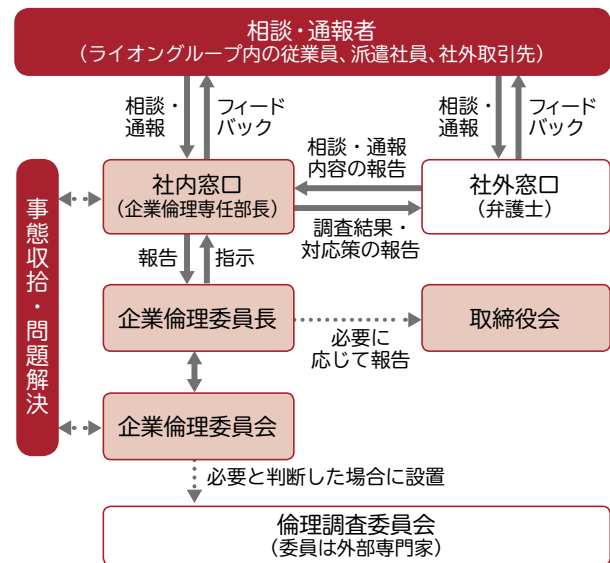 相談・通報者
(ライオングループ内の従業員、派遣社員、社外取引先)
相談・
通報
フィード
バック
相談・
通報
フィード
バック
相談・通報
内容の報告
社内窓口
(企業倫理専任部長)
社外窓口
(弁護士)
調査結果・
対応策の報告
事態収拾・問題解決
報告
指示
企業倫理委員長
取締役会
必要に
応じて報告
企業倫理委員会
必要と判断した場合に設置
倫理調査委員会
(委員は外部専門家)